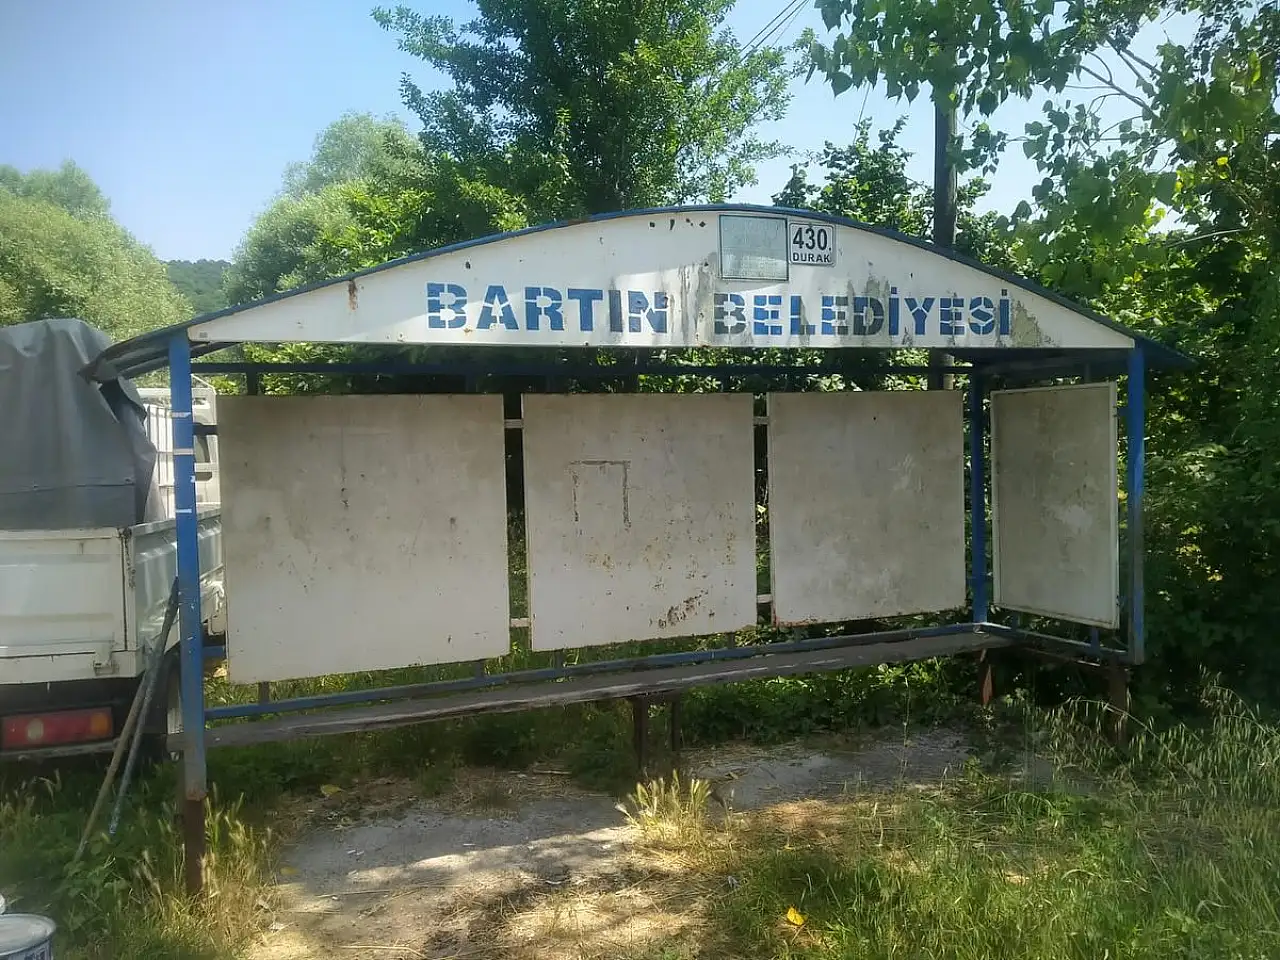 430.
DURAK
BARTIN BELEDİYESİ